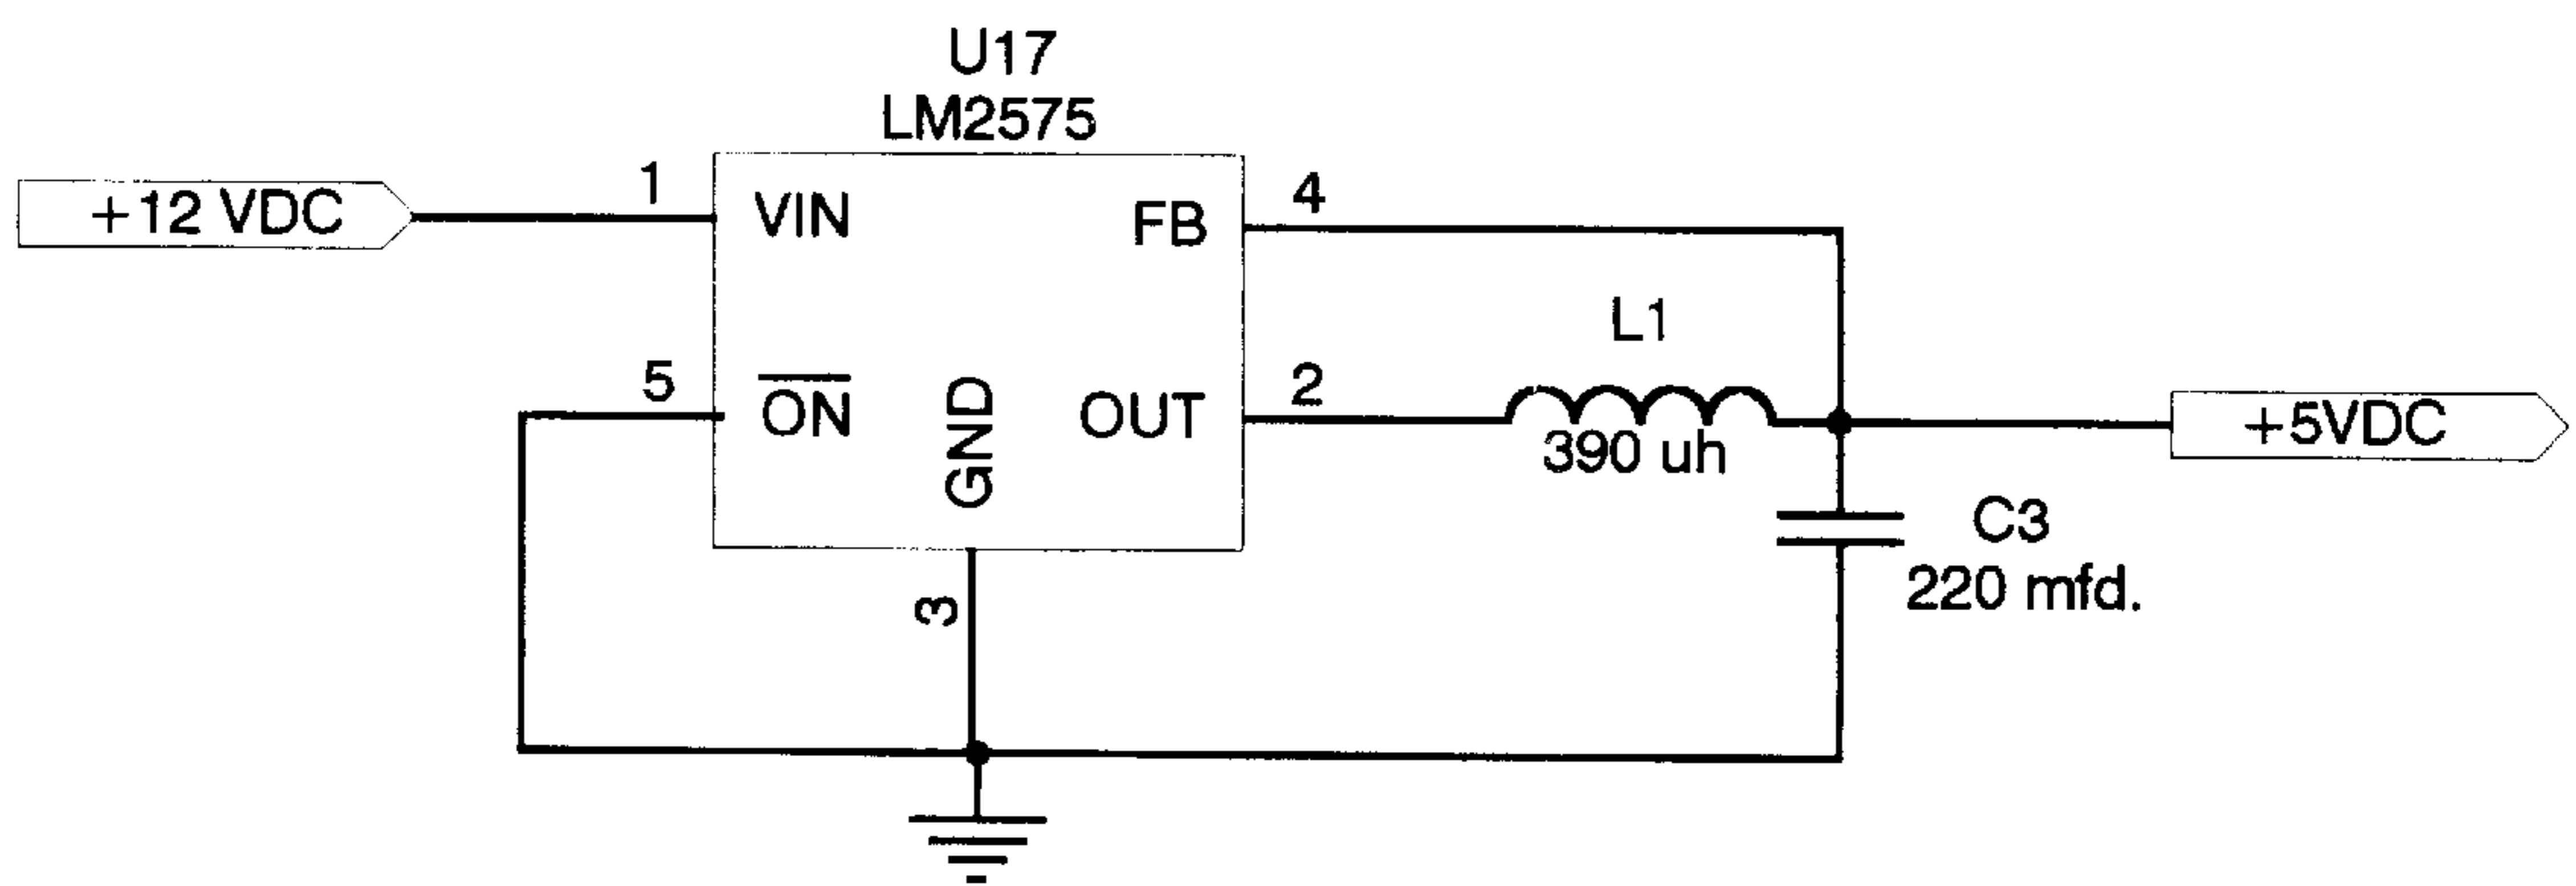 U17
LM2575
+12 VDC
1
VIN
FB
4
5
ON
GND
OUT
2
L1
390 uh
+5VDC
C3
220 mfd.
3